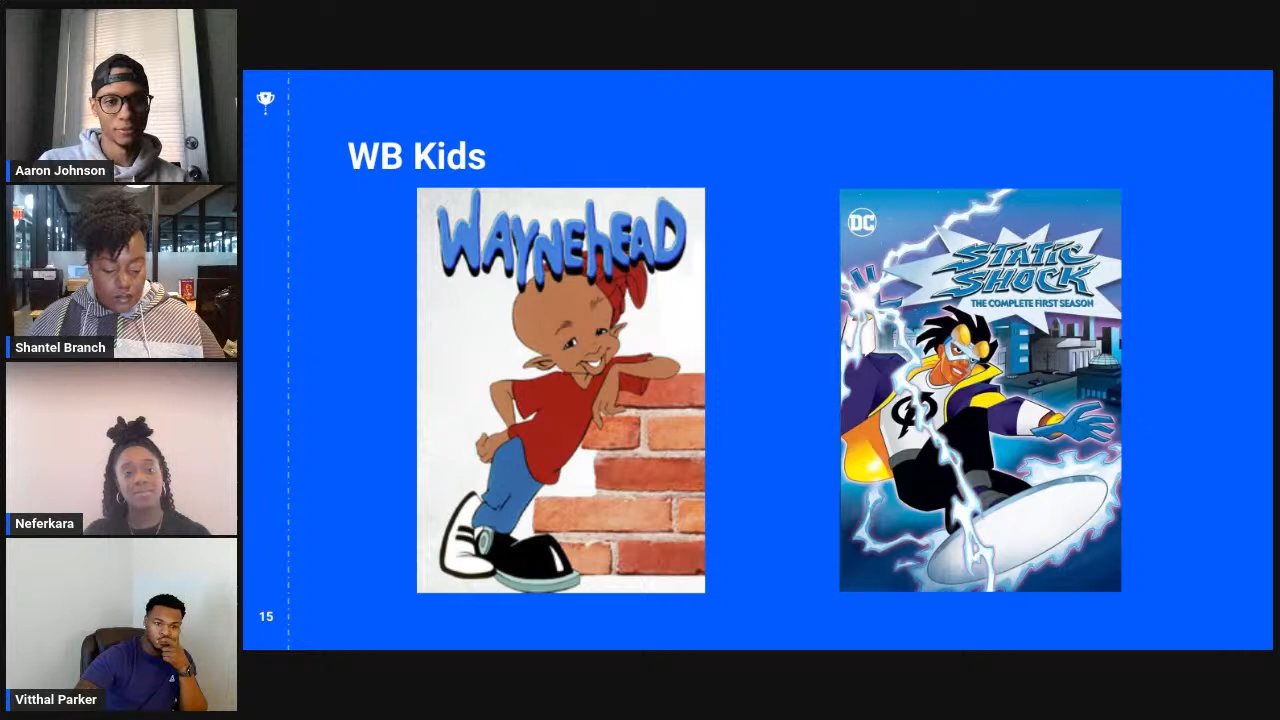 Aaron Johnson
Shantel Branch
Neferkara
Vitthal Parker
WB Kids
WAYNEHEAD
DC
STATIC
SHOCK
THE COMPLETE FIRST SEASON
15